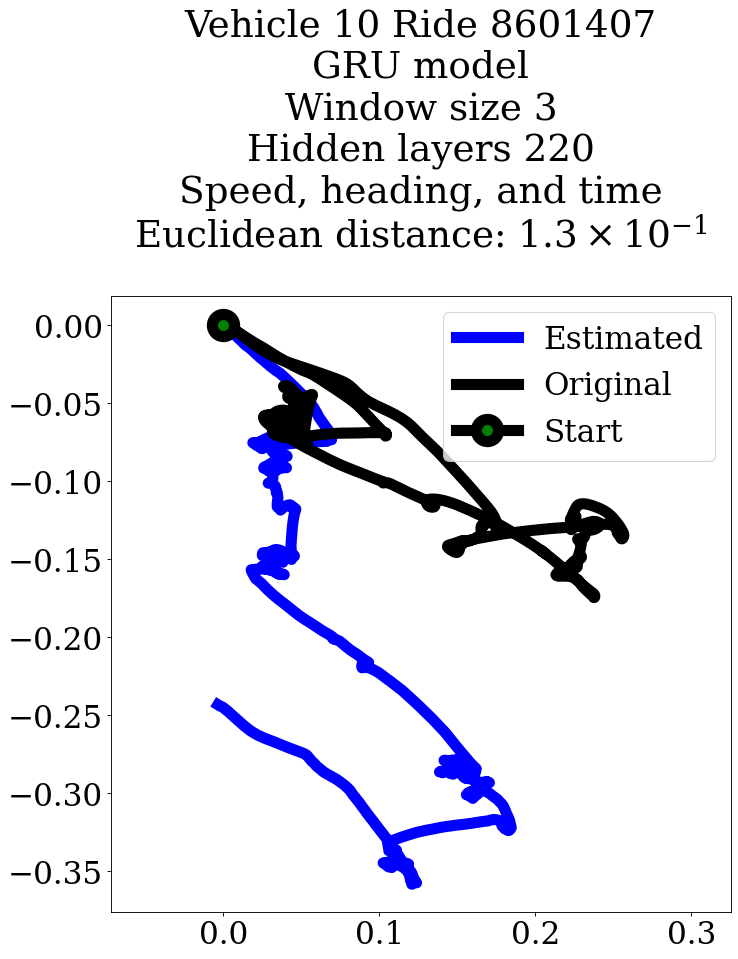 Vehicle 10 Ride 8601407
GRU model
Window size 3
Hidden layers 220
Speed, heading, and time
Euclidean distance: 1.3 × 10⁻¹
Estimated
Original
Start
0.00
−0.05
−0.10
−0.15
−0.20
−0.25
−0.30
−0.35
0.0 0.1 0.2 0.3